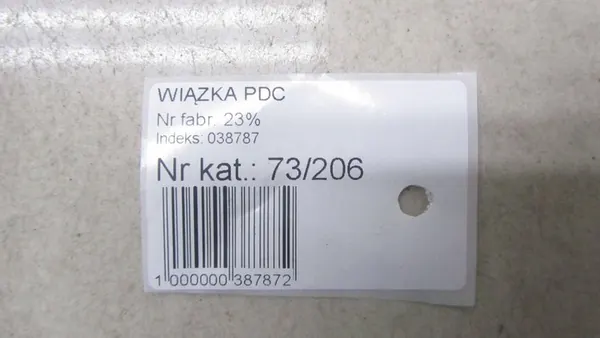 WIĄZKA PDC
Nr fabr. 23%
Indeks: 038787
Nr kat.: 73/206
1 000000 387872